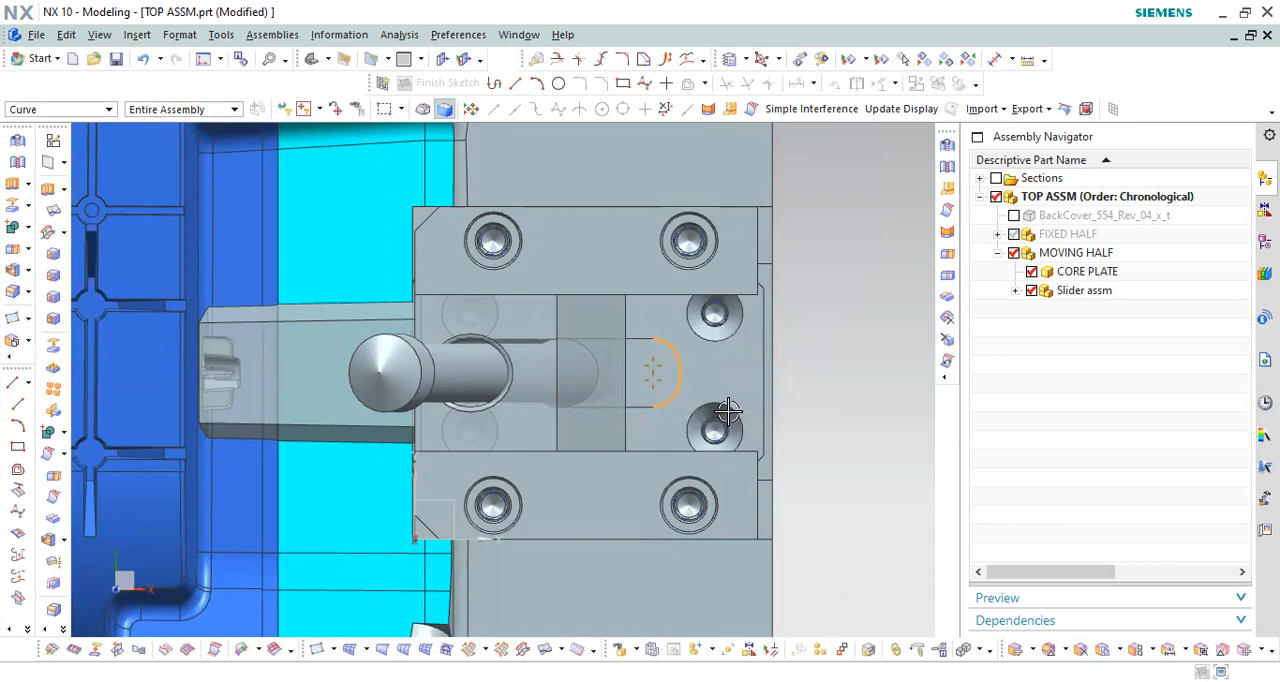 NX NX 10 - Modeling - [TOP ASSM.prt (Modified) ] SIEMENS
File Edit View Insert Format Tools Assemblies Information Analysis Preferences Window Help
Start
Finish Sketch
Curve Entire Assembly Simple Interference Update Display Import Export
Assembly Navigator
Descriptive Part Name
Sections
TOP ASSM (Order: Chronological)
BackCover_554_Rev_04_x_t
FIXED HALF
MOVING HALF
CORE PLATE
Slider assm
Y
X
Preview
Dependencies